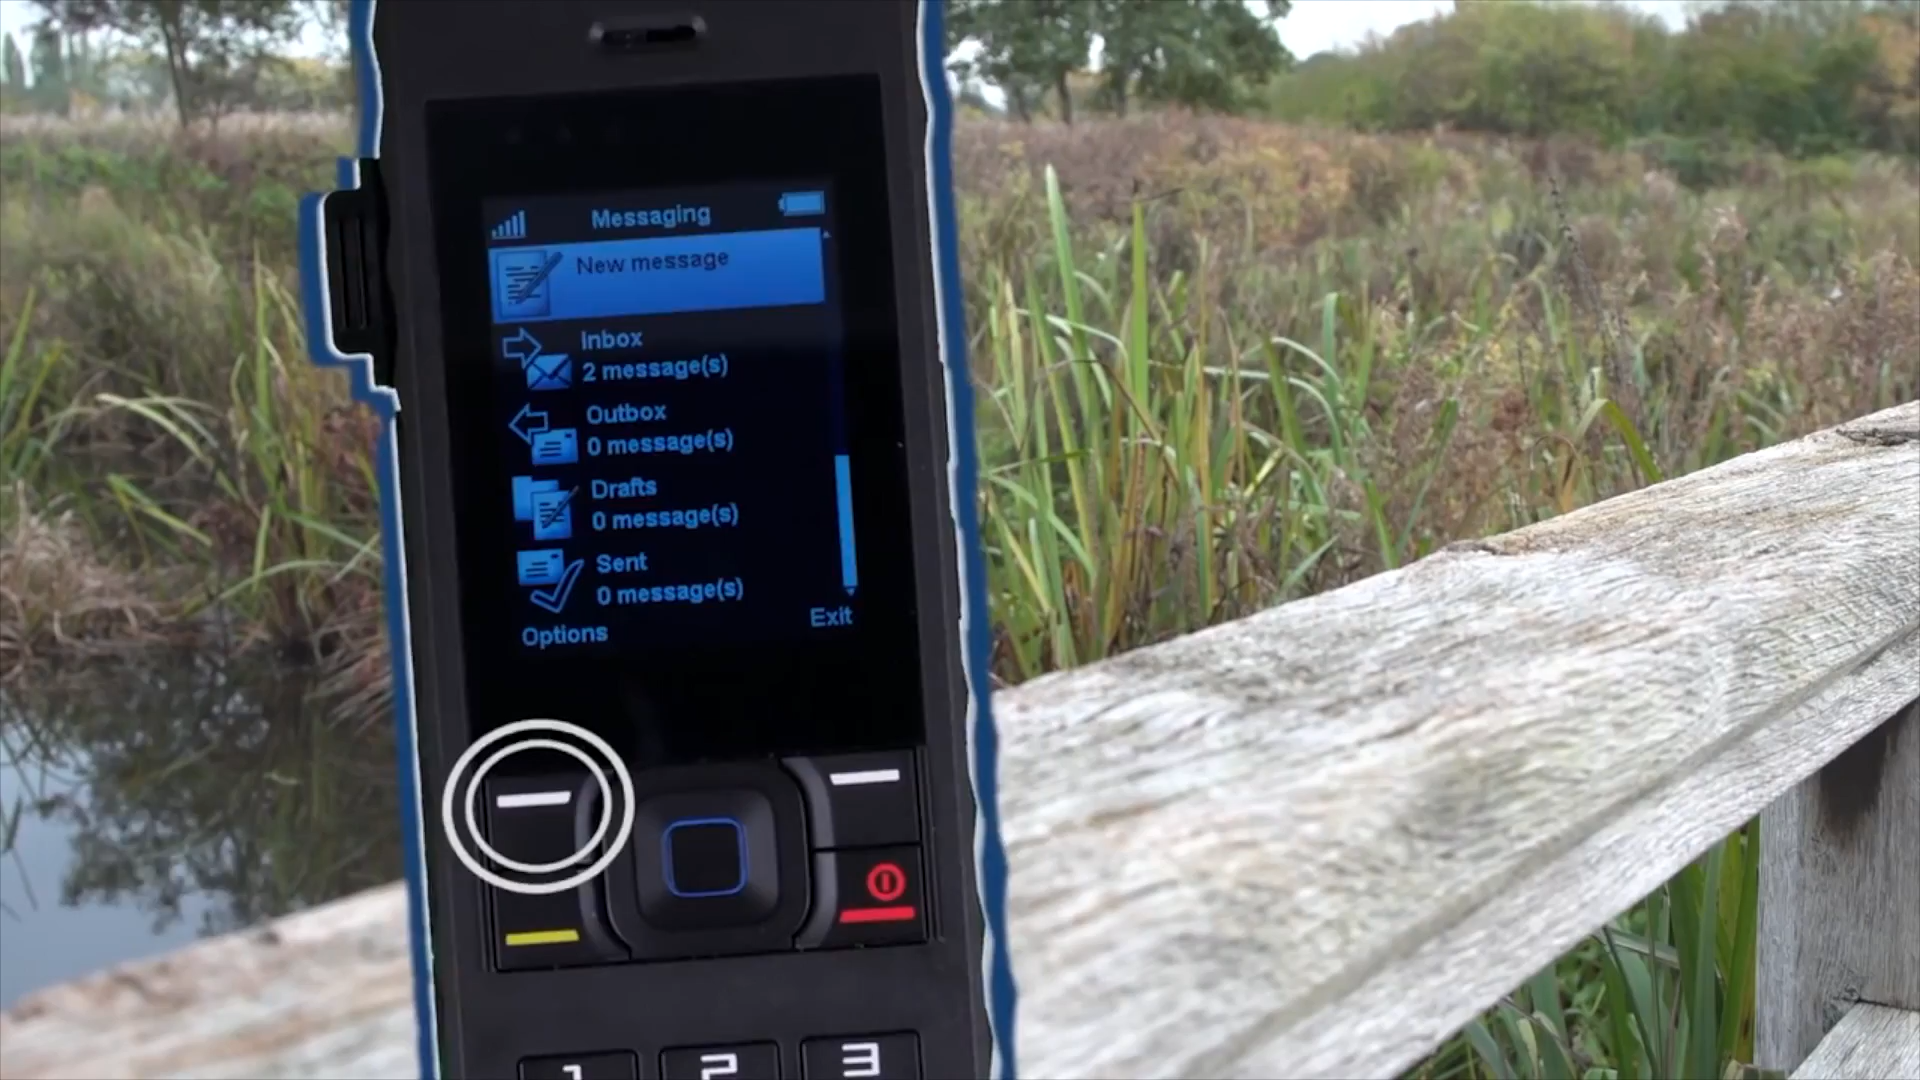 Messaging
New message
Inbox
2 message(s)
Outbox
0 message(s)
Drafts
0 message(s)
Sent
0 message(s)
Options
Exit
1 2 3